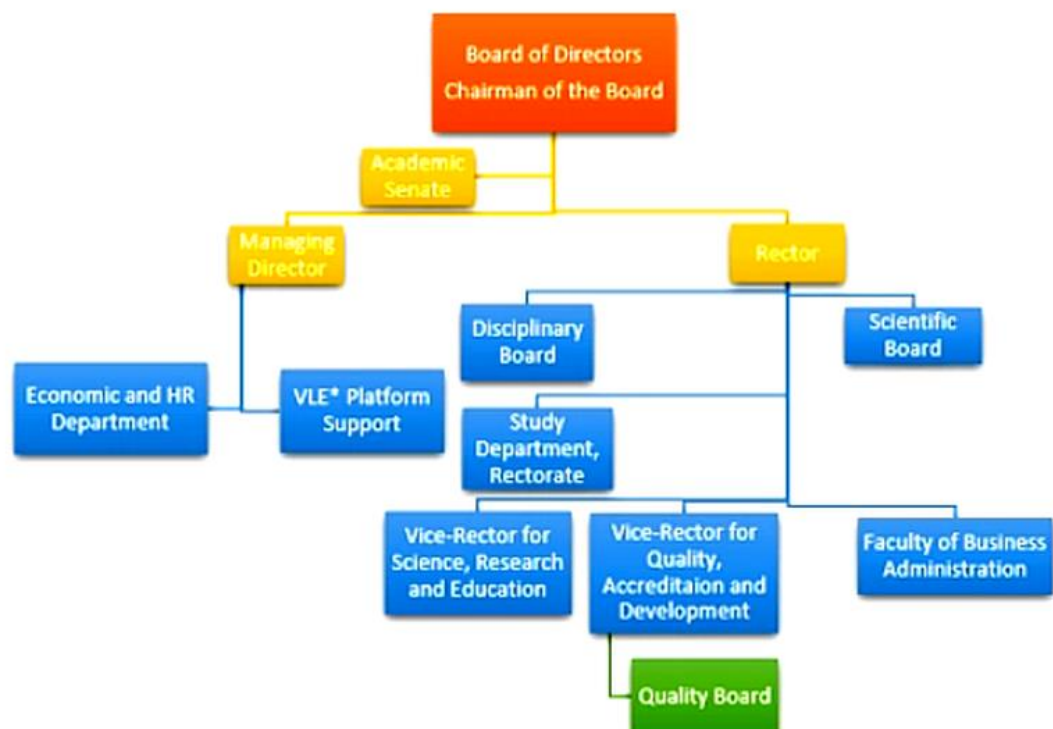 Board of Directors
Chairman of the Board
Academic
Senate
Managing
Director
Rector
Disciplinary
Board
Scientific
Board
Economic and HR
Department
VLE* Platform
Support
Study
Department,
Rectorate
Vice-Rector for
Science, Research
and Education
Vice-Rector for
Quality,
Accreditaion and
Development
Faculty of Business
Administration
Quality Board